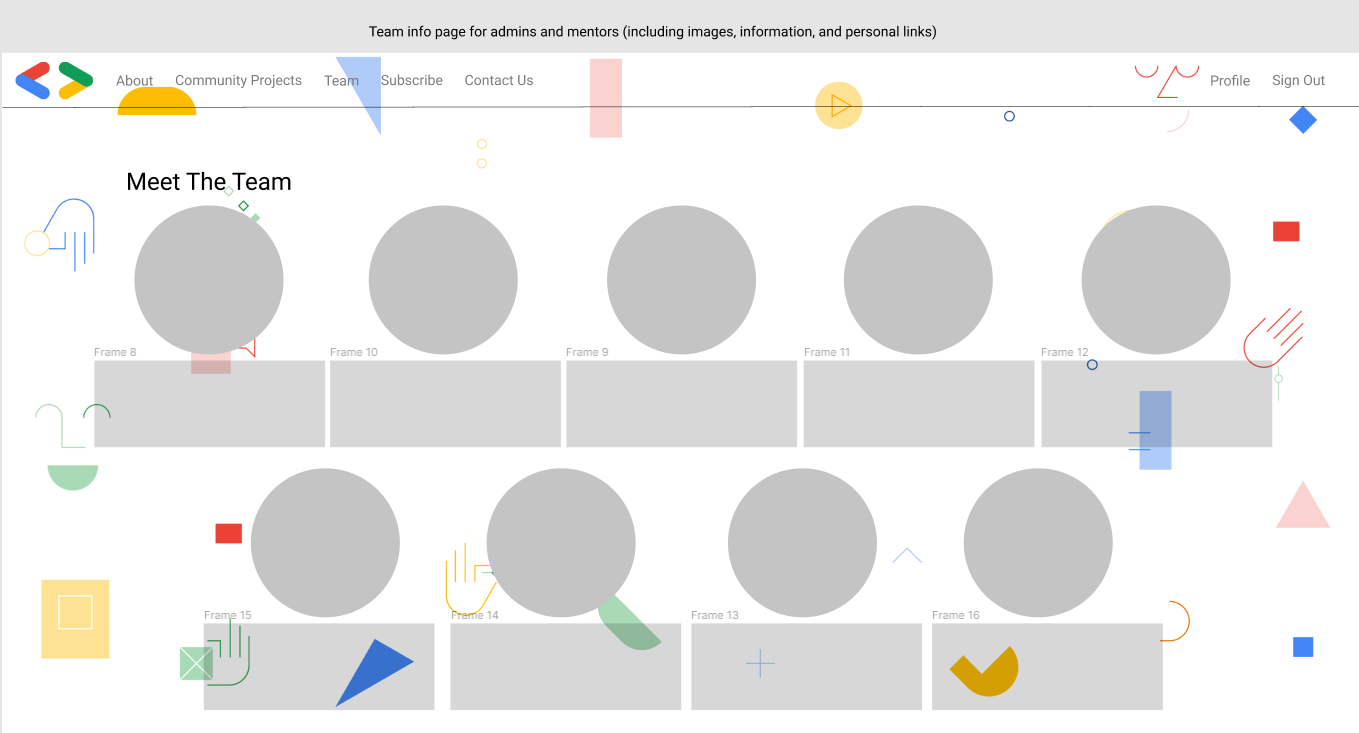 Team info page for admins and mentors (including images, information, and personal links)
About Community Projects Team Subscribe Contact Us Profile Sign Out
Meet The Team
Frame 8 Frame 10 Frame 9 Frame 11 Frame 12
Frame 15 Frame 14 Frame 13 Frame 16